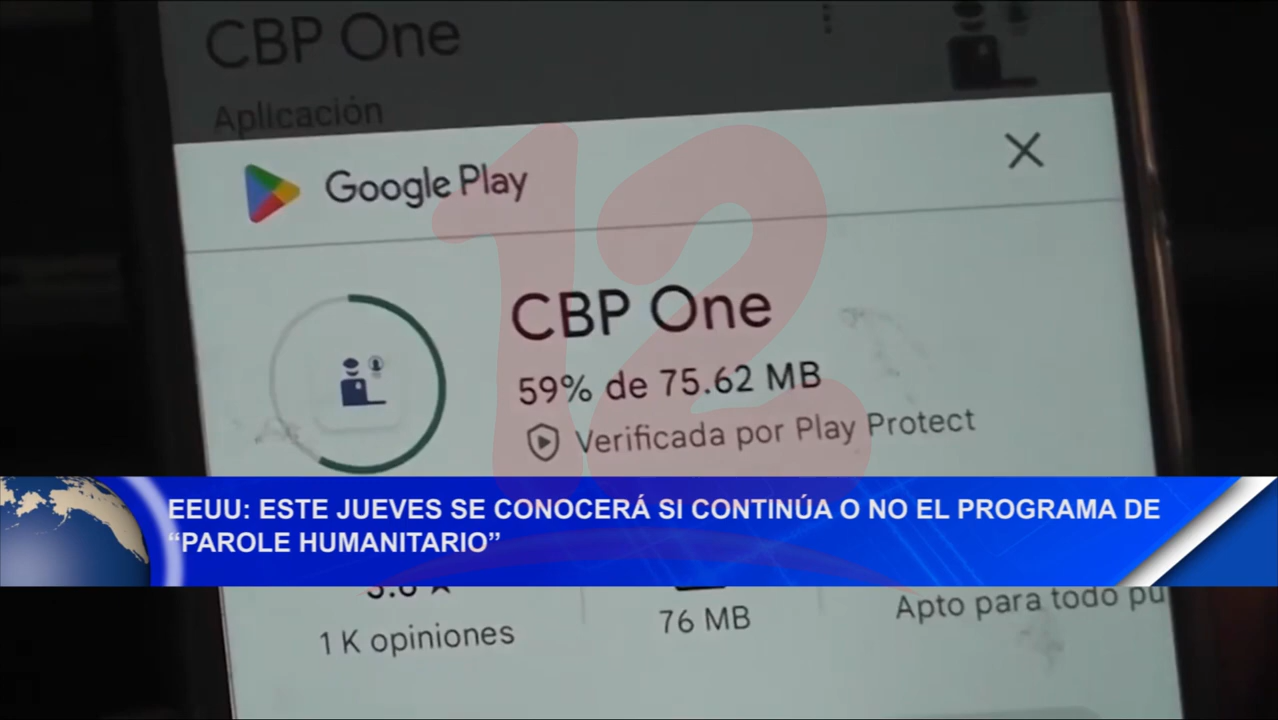 CBP One
Aplicación
Google Play
12
CBP One
59% de 75.62 MB
Verificada por Play Protect
EEUU: ESTE JUEVES SE CONOCERÁ SI CONTINÚA O NO EL PROGRAMA DE
“PAROLE HUMANITARIO”
1 K opiniones
76 MB
Apto para todo